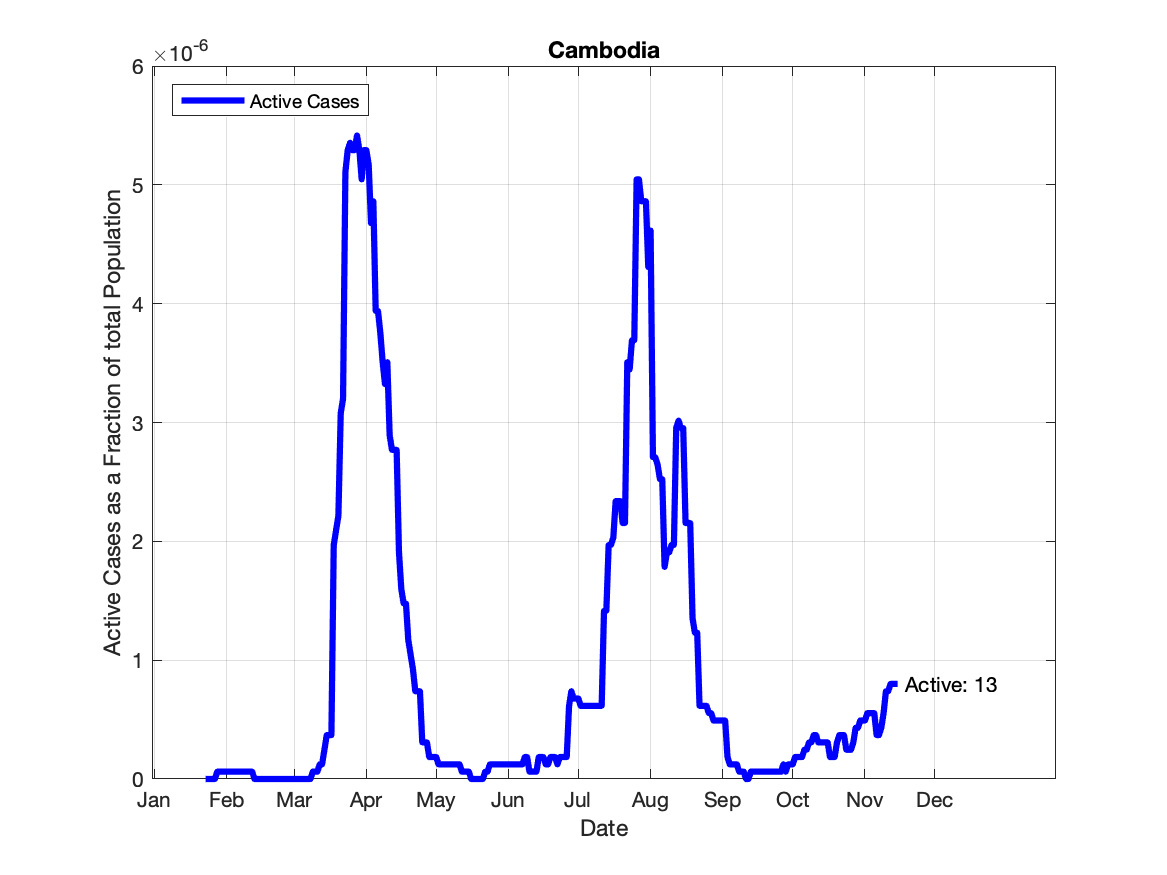 Cambodia
×10-6
Active Cases
6
5
4
3
2
1
0
Active Cases as a Fraction of total Population
Active: 13
Jan Feb Mar Apr May Jun Jul Aug Sep Oct Nov Dec
Date